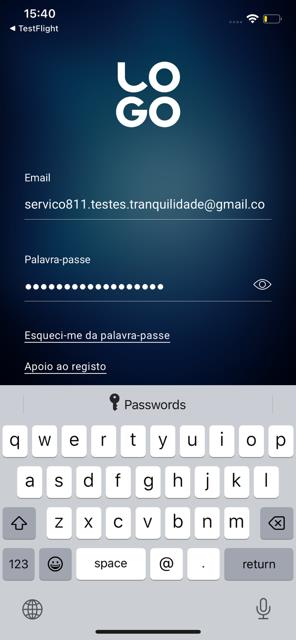 15:40
◀ TestFlight
LO
GO
Email
servico811.testes.tranquilidade@gmail.co
Palavra-passe
Esqueci-me da palavra-passe
Apoio ao registo
Passwords
q w e r t y u i o p
a s d f g h j k l
z x c v b n m
123 space @ . return